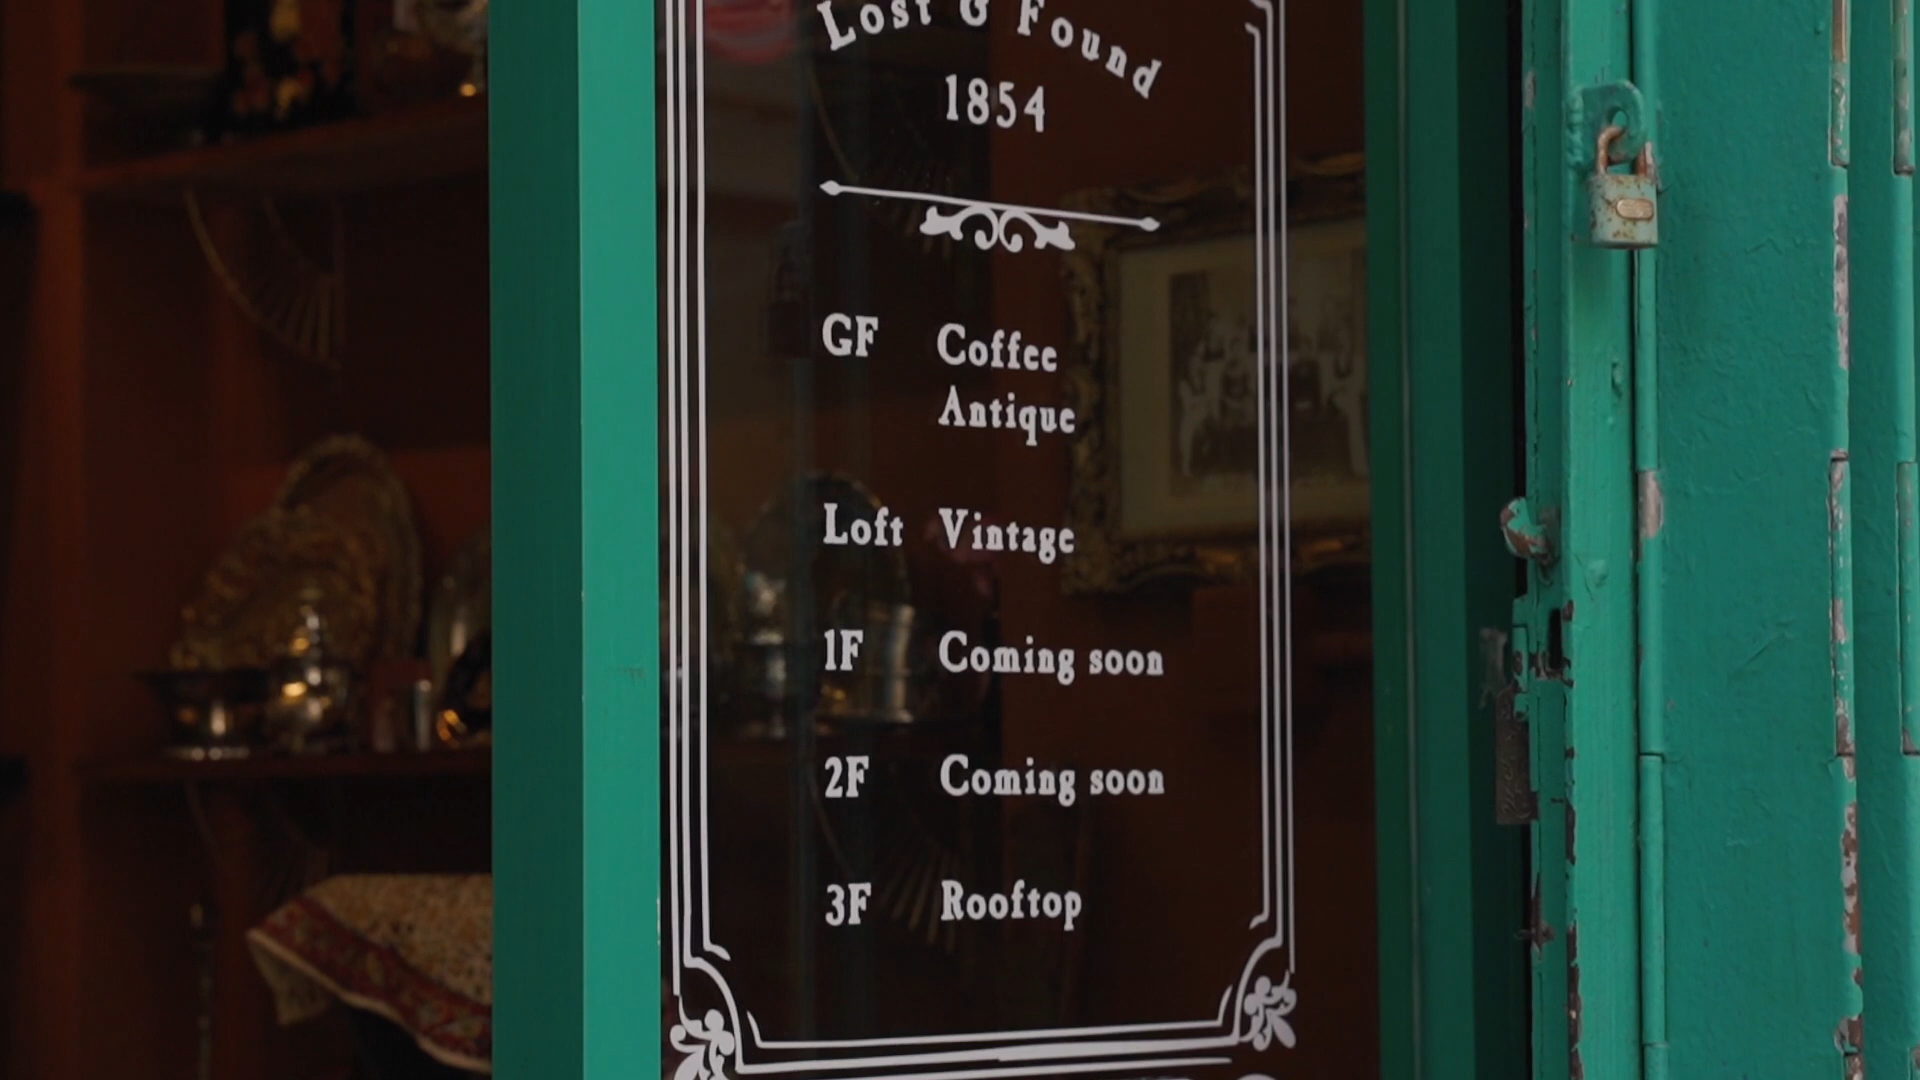 Lost & Found
1854
GF Coffee
Antique
Loft Vintage
1F Coming soon
2F Coming soon
3F Rooftop